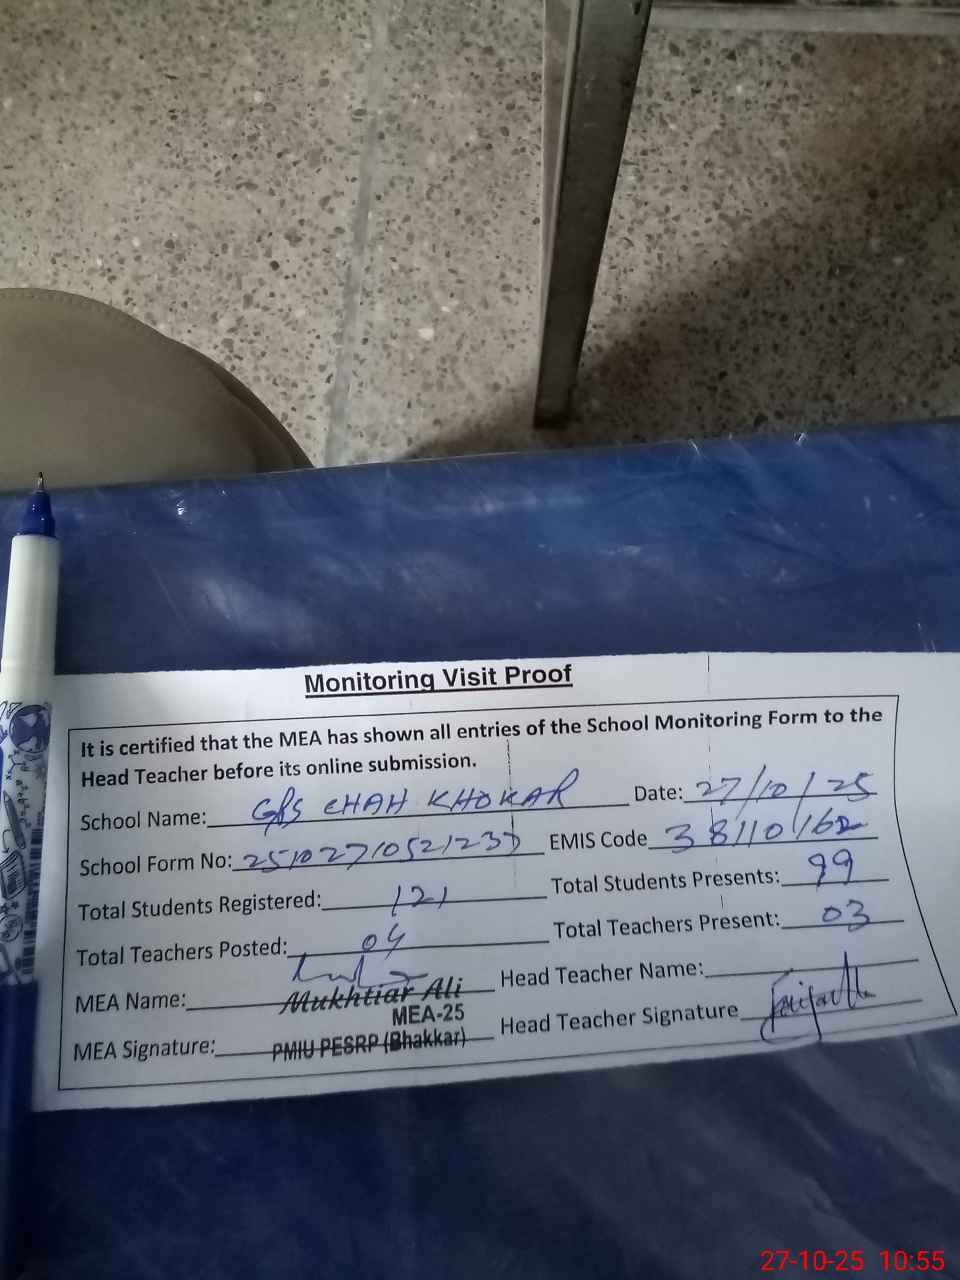 Monitoring Visit Proof
It is certified that the MEA has shown all entries of the School Monitoring Form to the
Head Teacher before its online submission.
School Name: GPS CHAH KHOKAR Date: 27/10/25
School Form No: EMIS Code 38110162
Total Students Registered: 121 Total Students Presents: 99
Total Teachers Posted: 04 Total Teachers Present: 03
MEA Name: Mukhtiar Ali Head Teacher Name:
MEA-25
MEA Signature: PMIU PESRP (Bhakkar) Head Teacher Signature
27-10-25 10:55